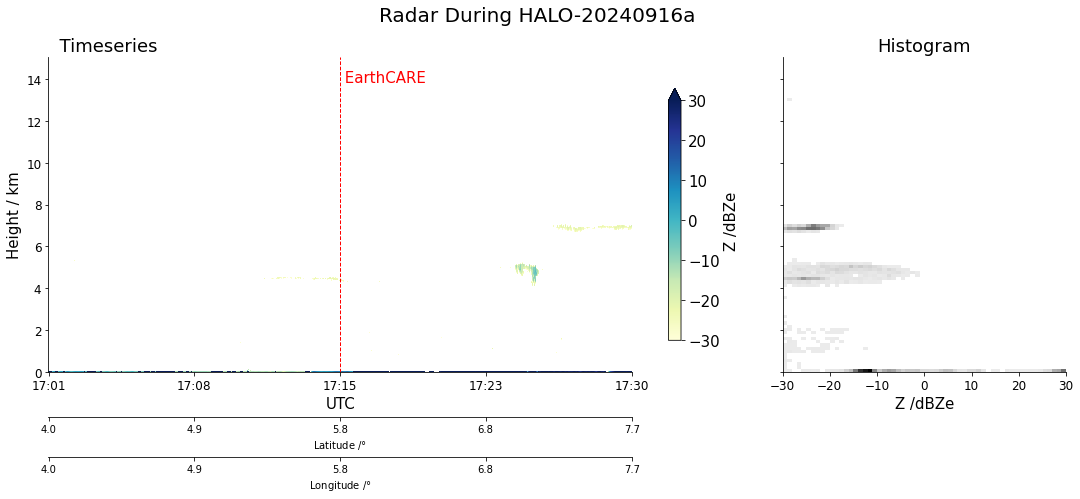 Radar During HALO-20240916a
Timeseries
Histogram
EarthCARE
Height / km
14
12
10
8
6
4
2
0
17:01 17:08 17:15 17:23 17:30
UTC
4.0 4.9 5.8 6.8 7.7
Latitude /°
4.0 4.9 5.8 6.8 7.7
Longitude /°
30
20
10
0
−10
−20
−30
Z /dBZe
−30 −20 −10 0 10 20 30
Z /dBZe